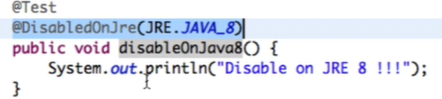 @Test
@DisabledOnJre(JRE.JAVA_8)
public void disableOnJava8() {
System.out.println("Disable on JRE 8 !!!");
}